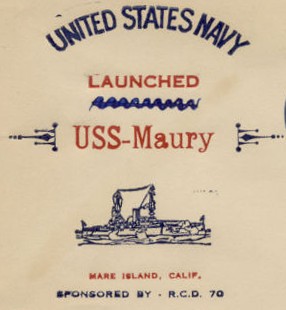 UNITED STATES NAVY
LAUNCHED
USS-Maury
MARE ISLAND, CALIF.
SPONSORED BY - R.C.D. 70